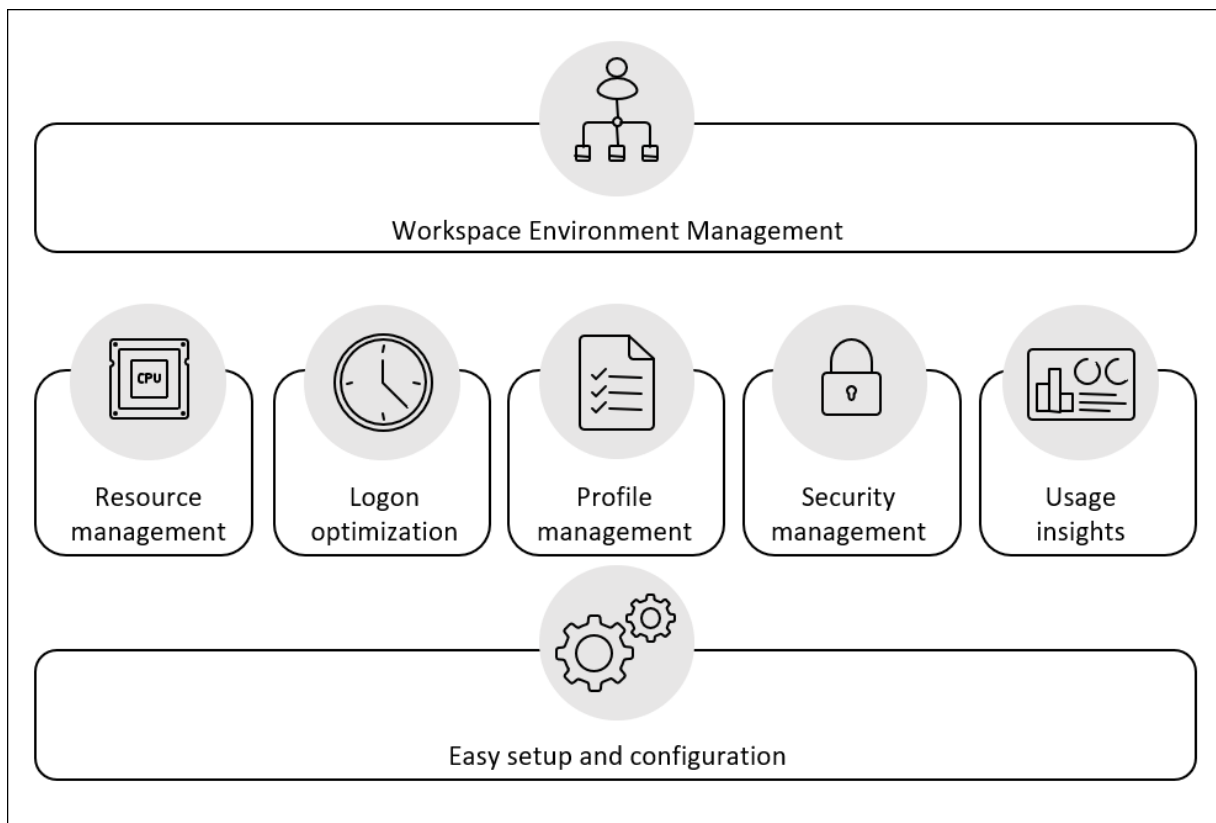 Workspace Environment Management
CPU
Resource
management
Logon
optimization
Profile
management
Security
management
Usage
insights
Easy setup and configuration